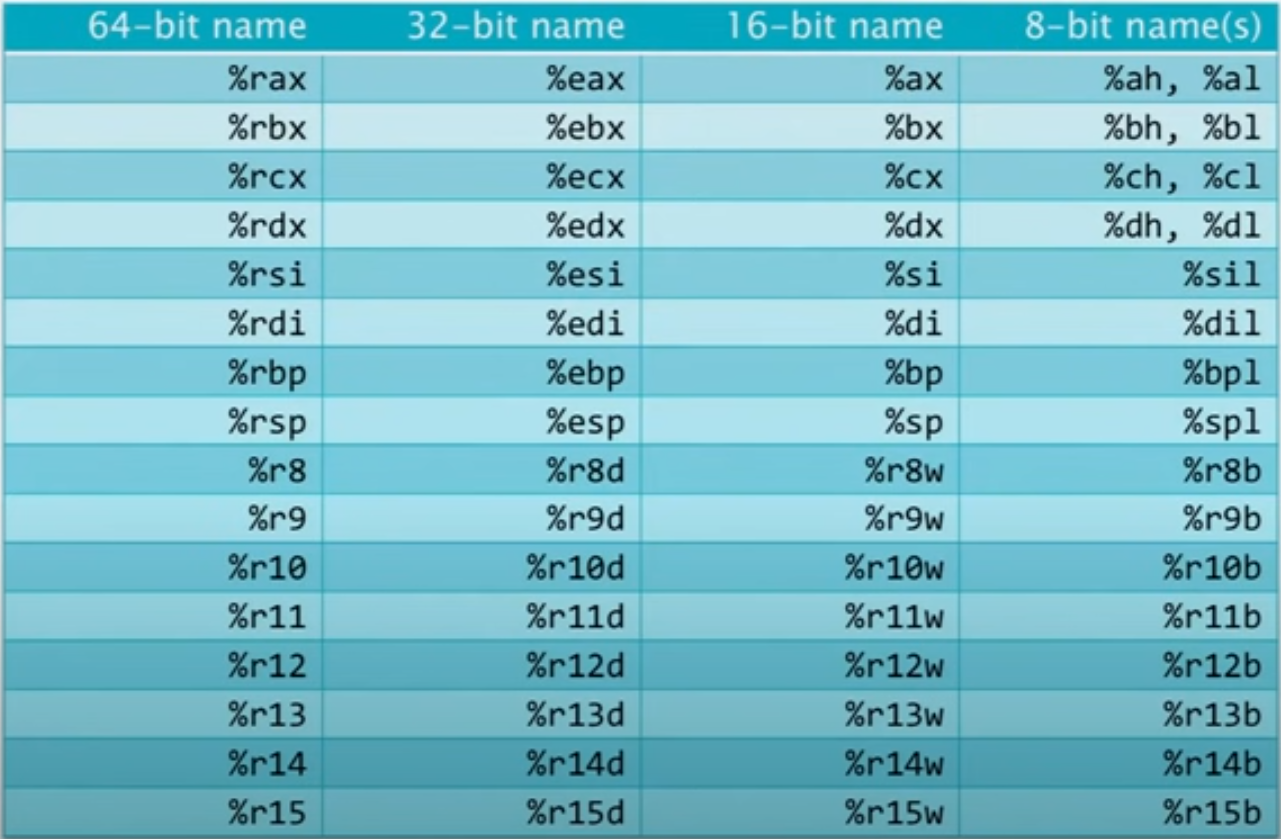 64-bit name 32-bit name 16-bit name 8-bit name(s)
%rax %eax %ax %ah, %al
%rbx %ebx %bx %bh, %bl
%rcx %ecx %cx %ch, %cl
%rdx %edx %dx %dh, %dl
%rsi %esi %si %sil
%rdi %edi %di %dil
%rbp %ebp %bp %bpl
%rsp %esp %sp %spl
%r8 %r8d %r8w %r8b
%r9 %r9d %r9w %r9b
%r10 %r10d %r10w %r10b
%r11 %r11d %r11w %r11b
%r12 %r12d %r12w %r12b
%r13 %r13d %r13w %r13b
%r14 %r14d %r14w %r14b
%r15 %r15d %r15w %r15b